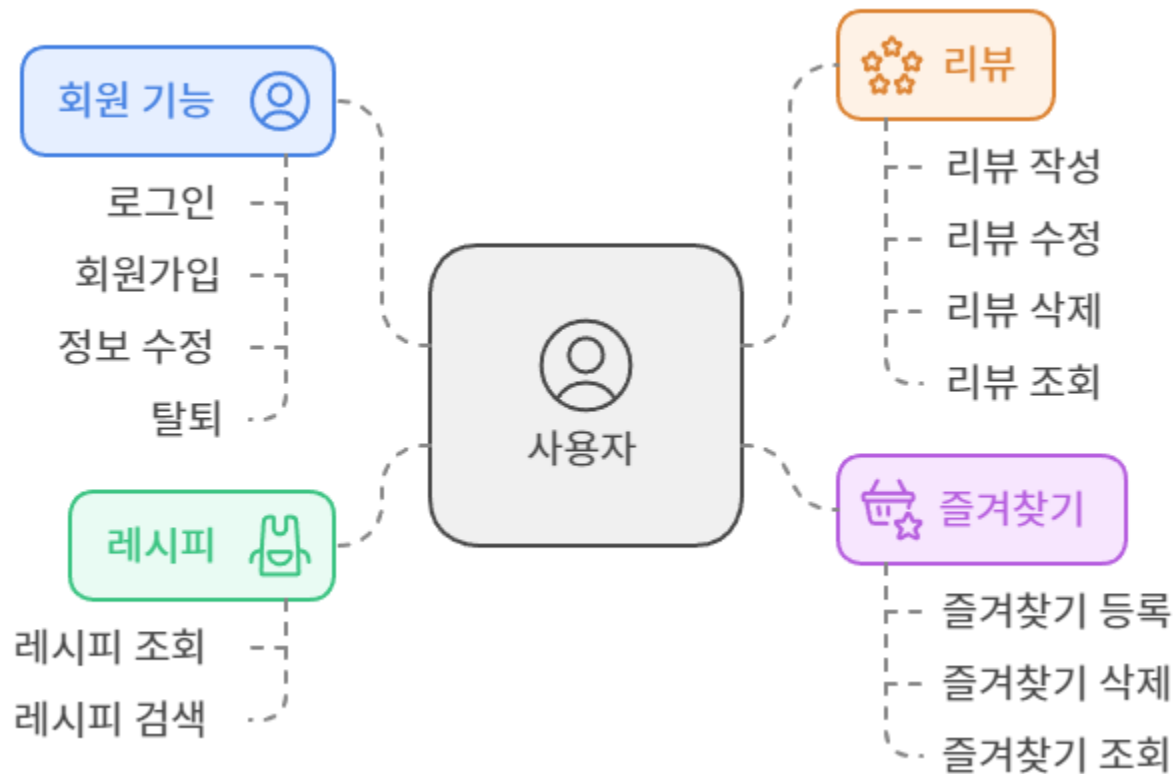 회원 기능
로그인
회원가입
정보 수정
탈퇴
레시피
레시피 조회
레시피 검색
사용자
리뷰
리뷰 작성
리뷰 수정
리뷰 삭제
리뷰 조회
즐겨찾기
즐겨찾기 등록
즐겨찾기 삭제
즐겨찾기 조회